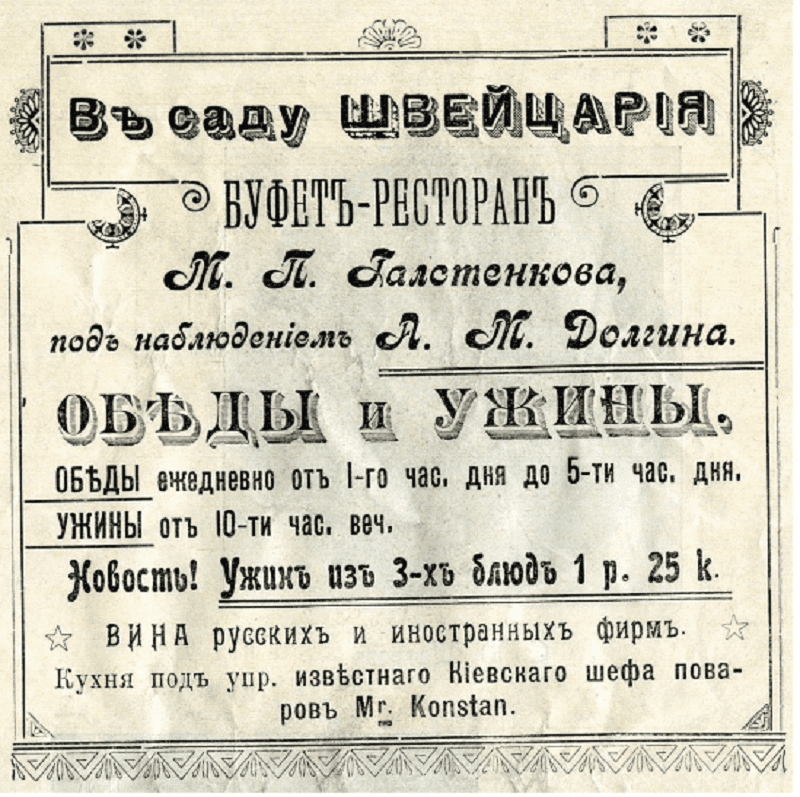 Въ саду ШВЕЙЦАРІЯ
БУФЕТЪ-РЕСТОРАНЪ
М. П. Галстенкова,
подъ наблюденіемъ А. М. Долгина.
ОБѢДЫ и УЖИНЫ.
ОБѢДЫ ежедневно отъ 1-го час. дня до 5-ти час. дня.
УЖИНЫ отъ 10-ти час. веч.
Новость! Ужинъ изъ 3-хъ блюдъ 1 р. 25 к.
ВИНА русскихъ и иностранныхъ фирмъ.
Кухня подъ упр. извѣстнаго Кіевскаго шефа пова-
ровъ Mr. Konstan.